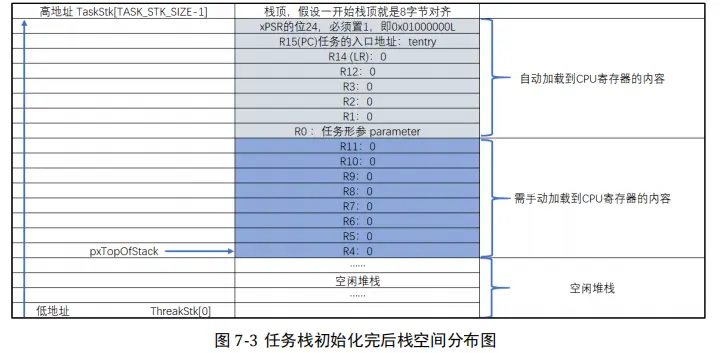 高地址 TaskStk[TASK_STK_SIZE-1]
栈顶，假设一开始栈顶就是8字节对齐
xPSR的位24，必须置1，即0x01000000L
R15(PC)任务的入口地址：tentry
R14 (LR)：0
R12：0
R3：0
R2：0
R1：0
R0 ：任务形参 parameter
自动加载到CPU寄存器的内容
R11：0
R10：0
R9：0
R8：0
R7：0
R6：0
R5：0
R4：0
需手动加载到CPU寄存器的内容
pxTopOfStack
……
空闲堆栈
……
空闲堆栈
低地址 ThreakStk[0]
图 7-3 任务栈初始化完后栈空间分布图